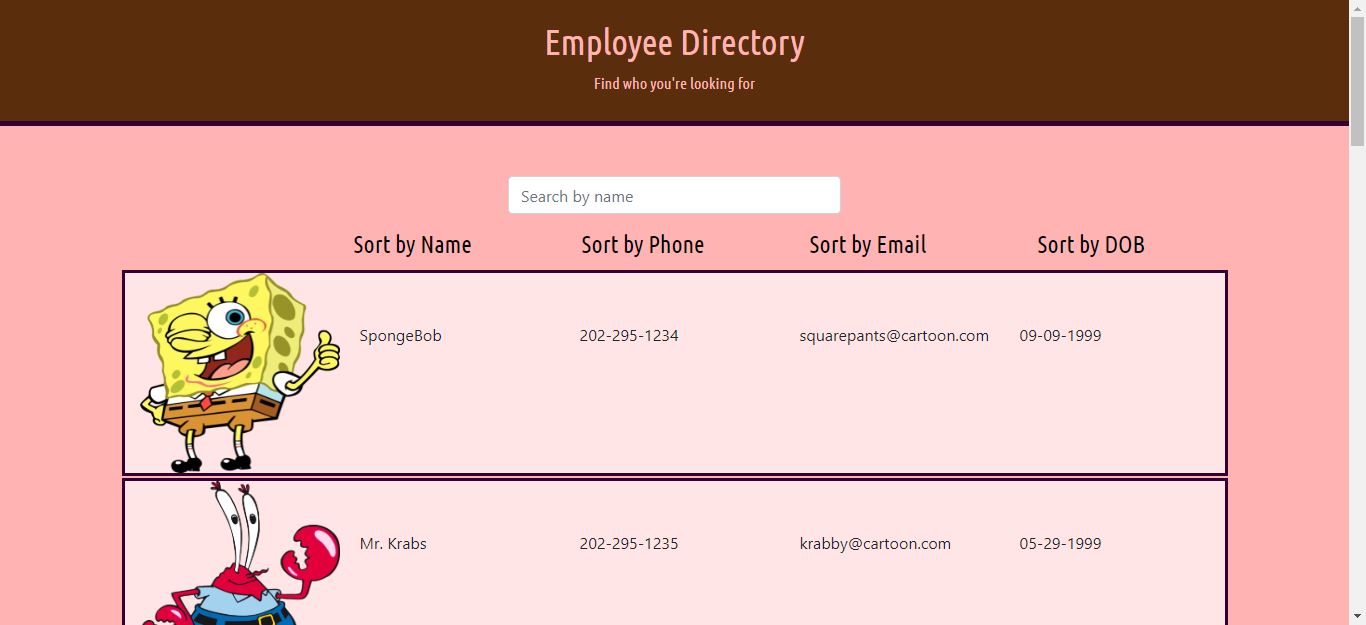 Employee Directory
Find who you're looking for
Search by name
Sort by Name Sort by Phone Sort by Email Sort by DOB
SpongeBob 202-295-1234 squarepants@cartoon.com 09-09-1999
Mr. Krabs 202-295-1235 krabby@cartoon.com 05-29-1999